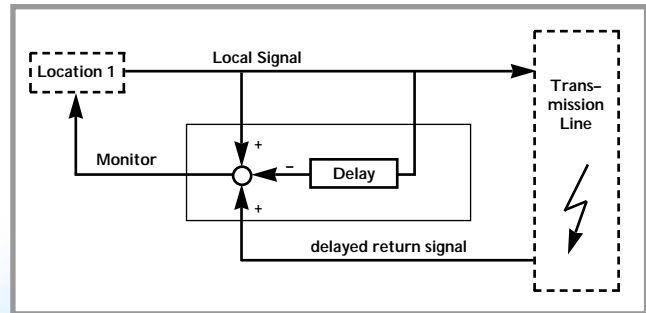 Local Signal
Location 1
Trans–
mission
Line
+
Monitor
–
Delay
+
delayed return signal